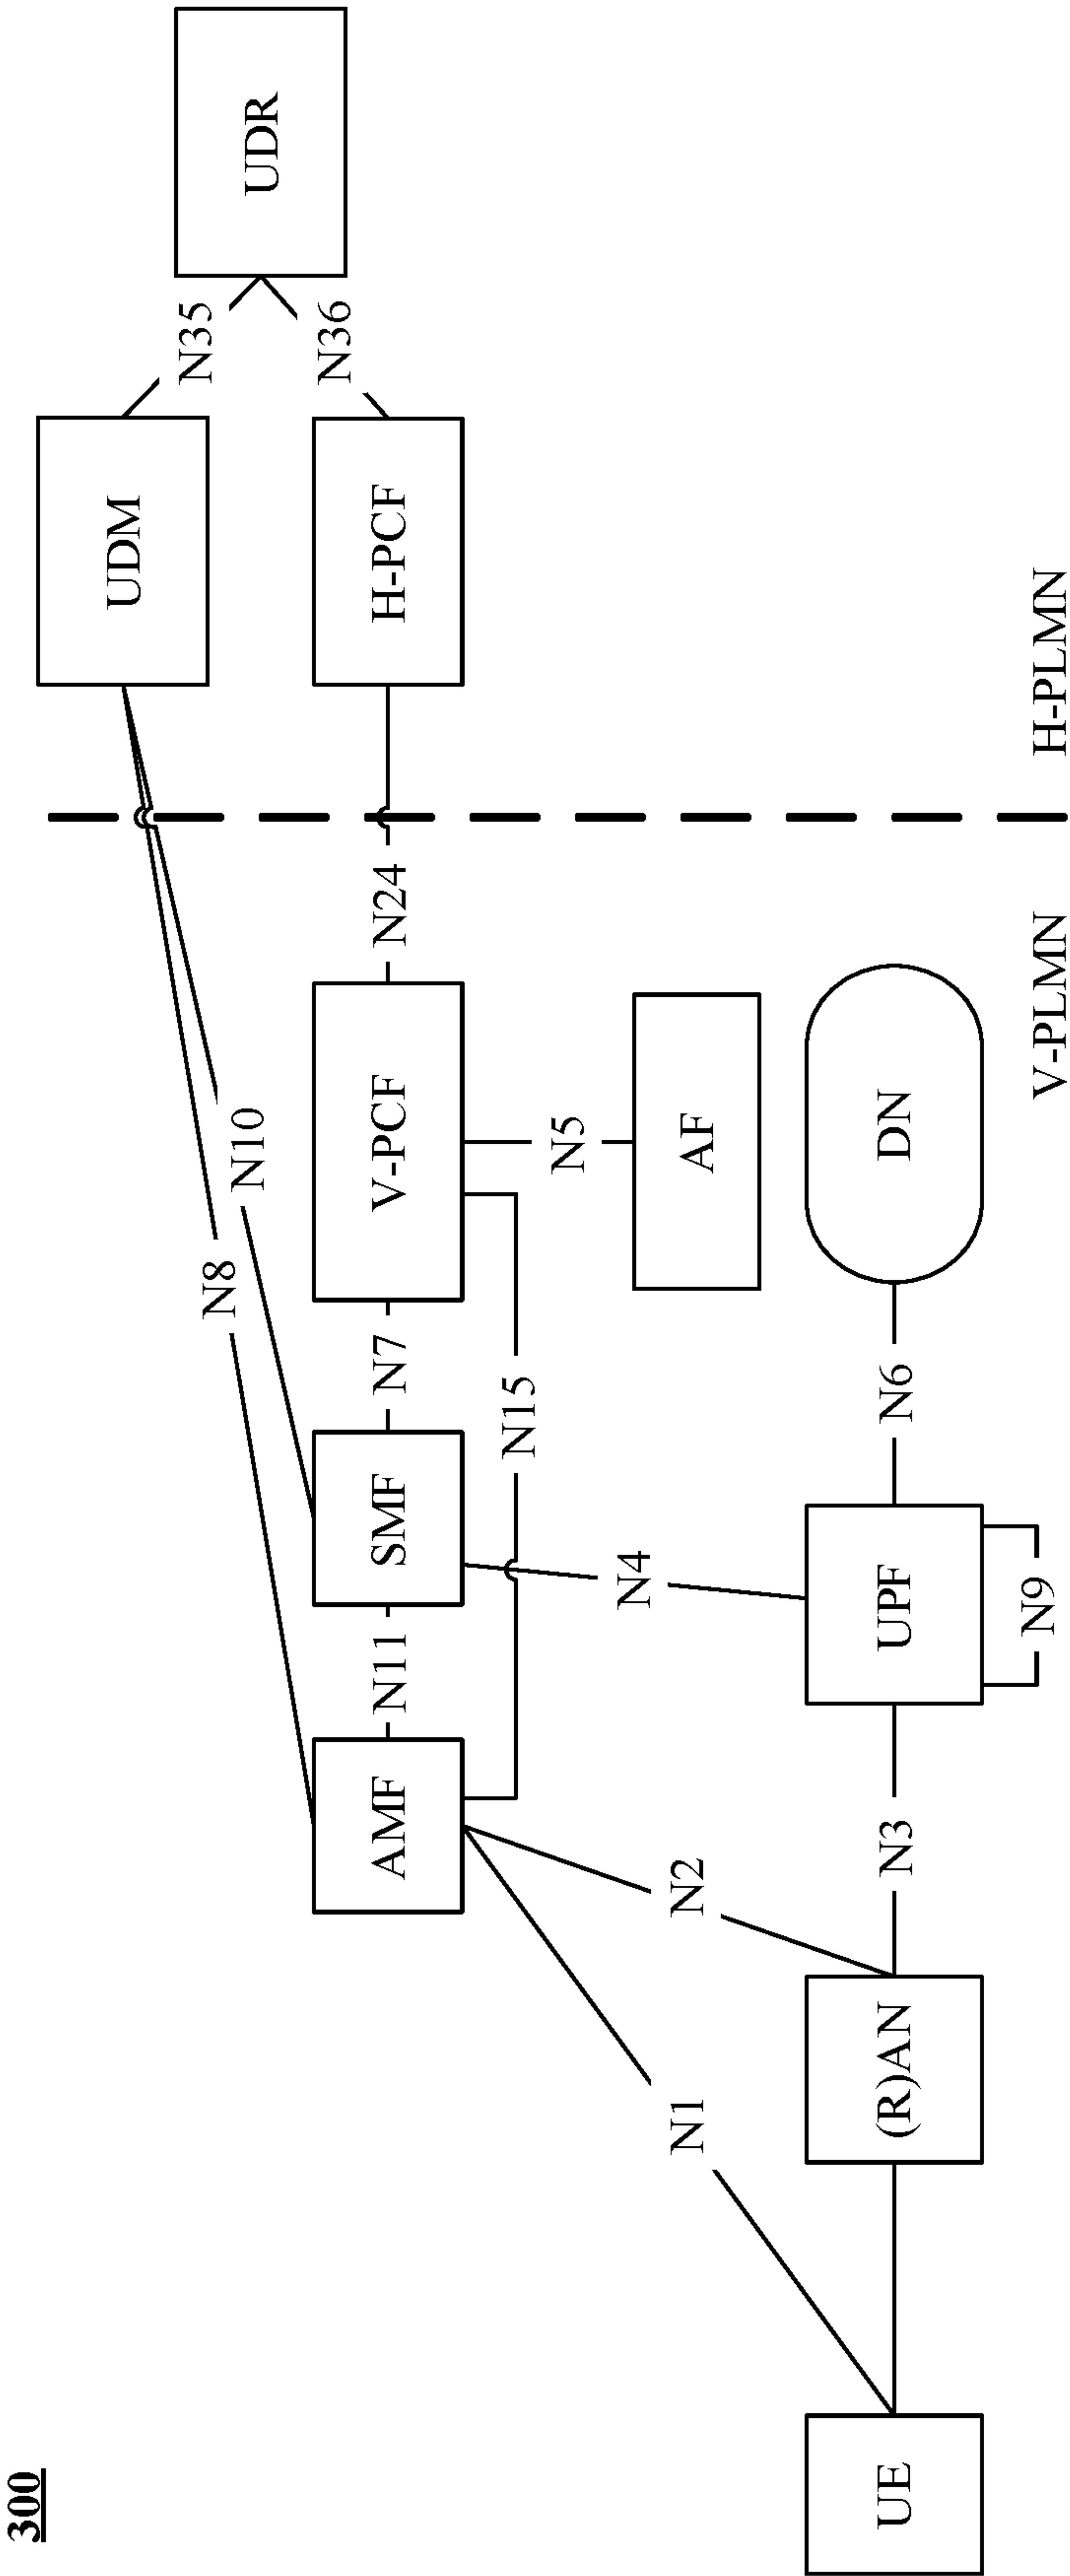 300
UDM
N35
UDR
N8
N10
N36
AMF
N11
SMF
N7
V-PCF
N24
H-PCF
N15
N5
N1
N2
N4
AF
UE
(R)AN
N3
UPF
N6
DN
N9
V-PLMN
H-PLMN